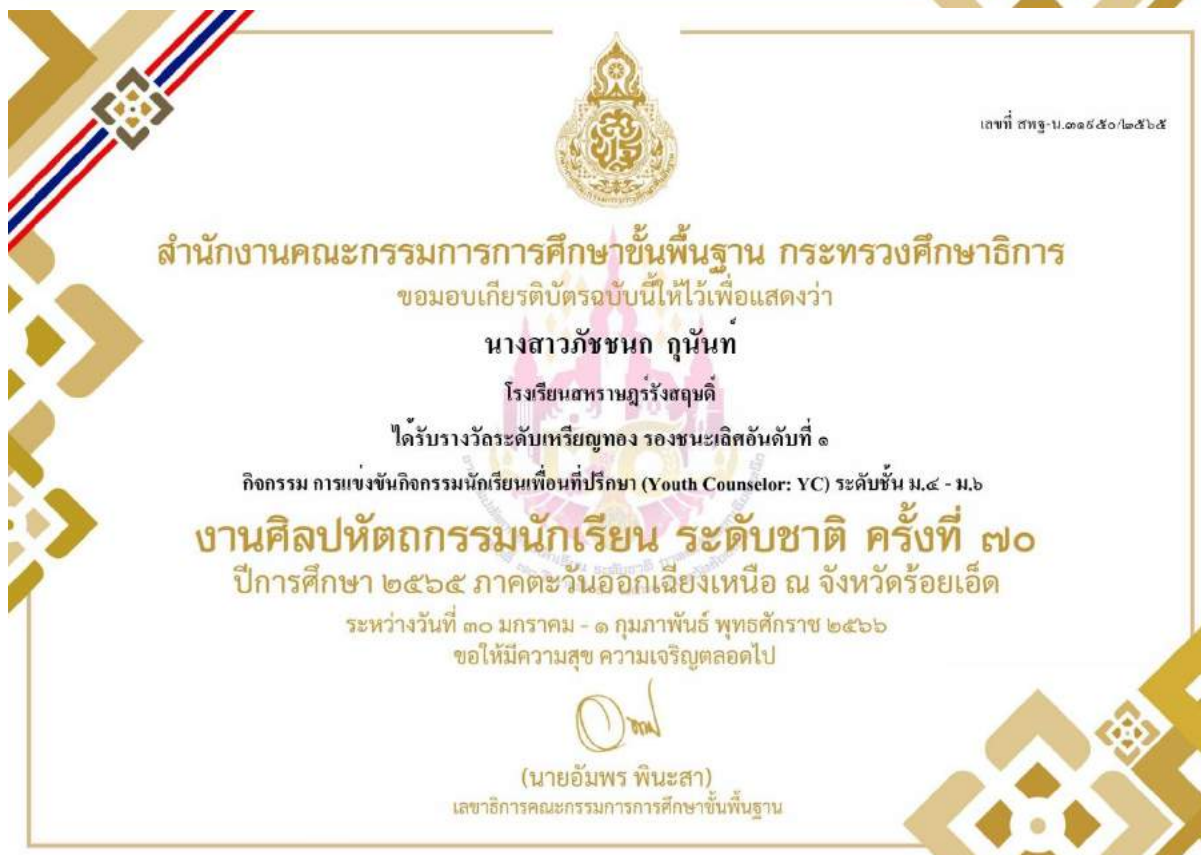 เลขที่ สพฐ-น.๓๑๙๕๐/๒๕๖๕
สำนักงานคณะกรรมการการศึกษาขั้นพื้นฐาน กระทรวงศึกษาธิการ
ขอมอบเกียรติบัตรฉบับนี้ให้ไว้เพื่อแสดงว่า
นางสาวภัชชนก กุนันท์
โรงเรียนสหราษฎร์รังสฤษดิ์
ได้รับรางวัลระดับเหรียญทอง รองชนะเลิศอันดับที่ ๑
กิจกรรม การแข่งขันกิจกรรมนักเรียนเพื่อนที่ปรึกษา (Youth Counselor: YC) ระดับชั้น ม.๔ - ม.๖
งานศิลปหัตถกรรมนักเรียน ระดับชาติ ครั้งที่ ๗๐
ปีการศึกษา ๒๕๖๕ ภาคตะวันออกเฉียงเหนือ ณ จังหวัดร้อยเอ็ด
ระหว่างวันที่ ๓๐ มกราคม - ๑ กุมภาพันธ์ พุทธศักราช ๒๕๖๖
ขอให้มีความสุข ความเจริญตลอดไป
(นายอัมพร พินะสา)
เลขาธิการคณะกรรมการการศึกษาขั้นพื้นฐาน